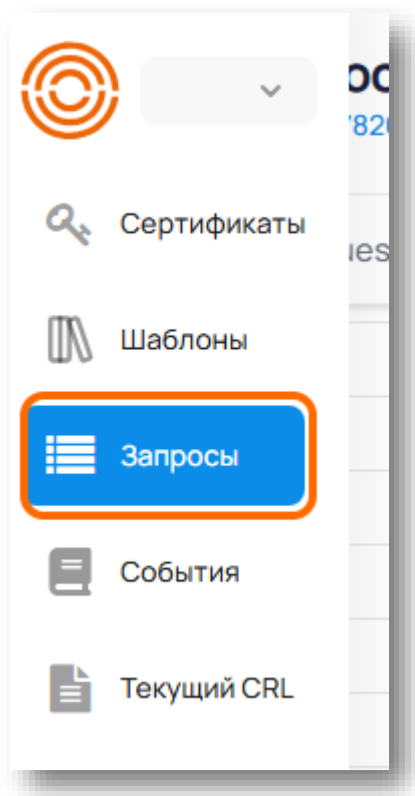 Сертификаты
Шаблоны
Запросы
События
Текущий CRL